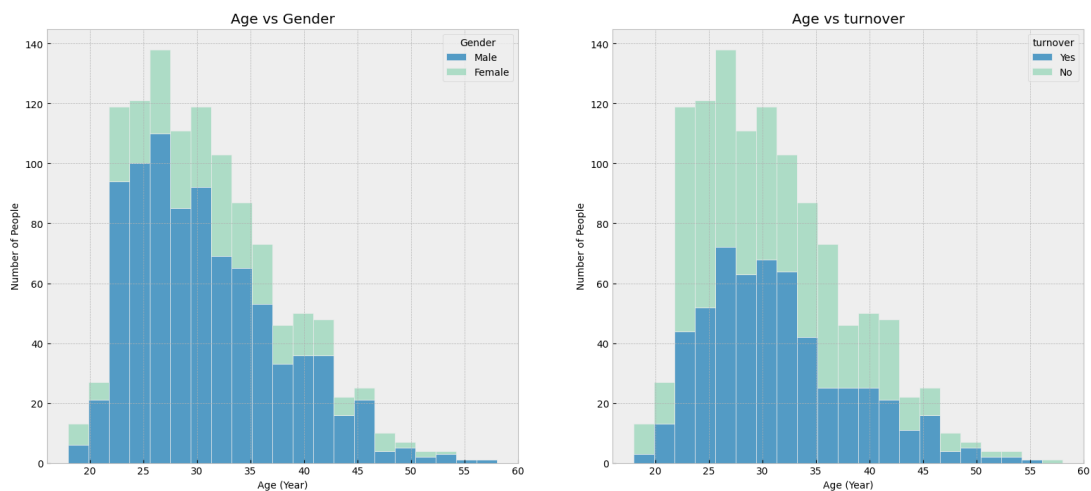 Age vs Gender
140
120
100
80
60
40
20
0
Number of People
20 25 30 35 40 45 50 55 60
Age (Year)
Gender
Male
Female
Age vs turnover
140
120
100
80
60
40
20
0
Number of People
20 25 30 35 40 45 50 55 60
Age (Year)
turnover
Yes
No